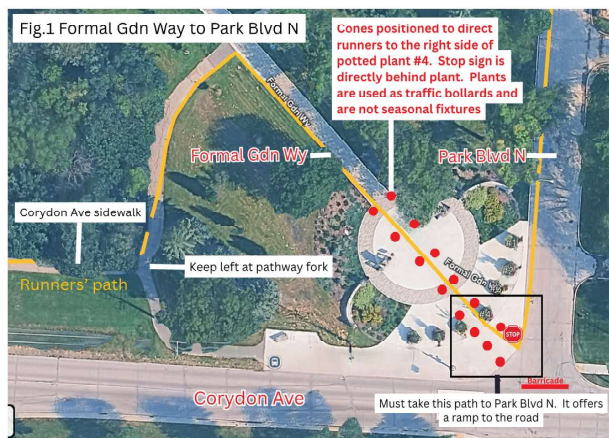 Fig.1 Formal Gdn Way to Park Blvd N
Cones positioned to direct
runners to the right side of
potted plant #4. Stop sign is
directly behind plant. Plants
are used as traffic bollards and
are not seasonal fixtures
Formal Gdn Wy
Formal Gdn Wy
Park Blvd N
Corydon Ave sidewalk
Keep left at pathway fork
Runners' path
Formal Gdn
#4
STOP
Barricade
Must take this path to Park Blvd N. It offers
a ramp to the road
Corydon Ave